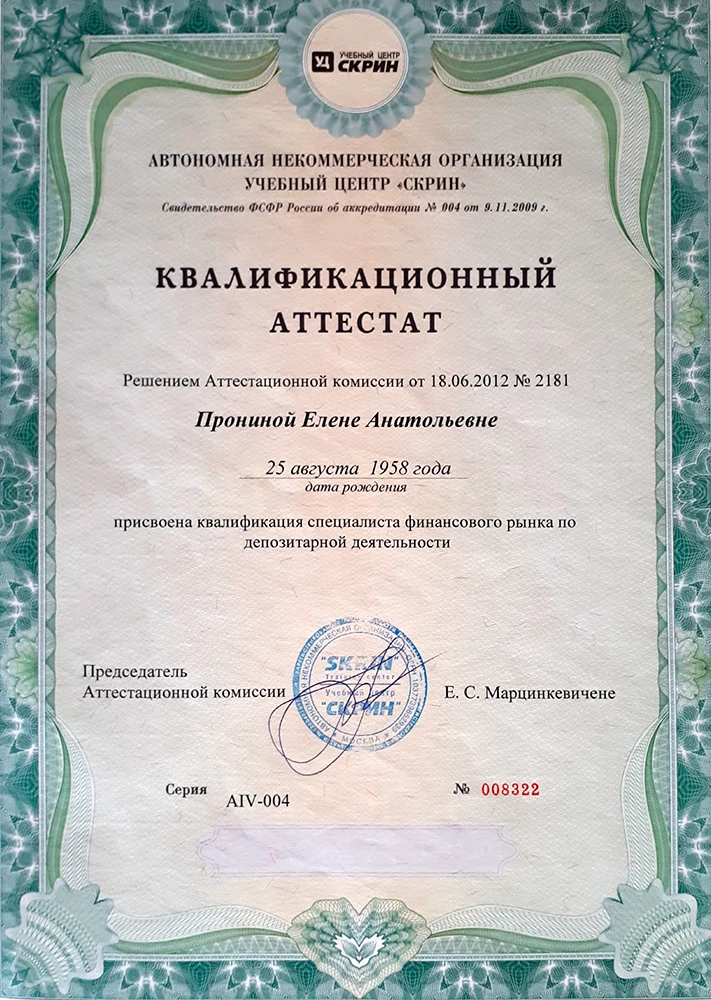 УЧЕБНЫЙ ЦЕНТР
СКРИН
АВТОНОМНАЯ НЕКОММЕРЧЕСКАЯ ОРГАНИЗАЦИЯ
УЧЕБНЫЙ ЦЕНТР «СКРИН»
Свидетельство ФСФР России об аккредитации № 004 от 9.11.2009 г.
КВАЛИФИКАЦИОННЫЙ
АТТЕСТАТ
Решением Аттестационной комиссии от 18.06.2012 № 2181
Прониной Елене Анатольевне
25 августа 1958 года
дата рождения
присвоена квалификация специалиста финансового рынка по
депозитарной деятельности
"SKRIN"
Training center
Учебный центр
"СКРИН"
МОСКВА
Председатель
Аттестационной комиссии
Е. С. Марцинкевичене
Серия
AIV-004
№ 008322